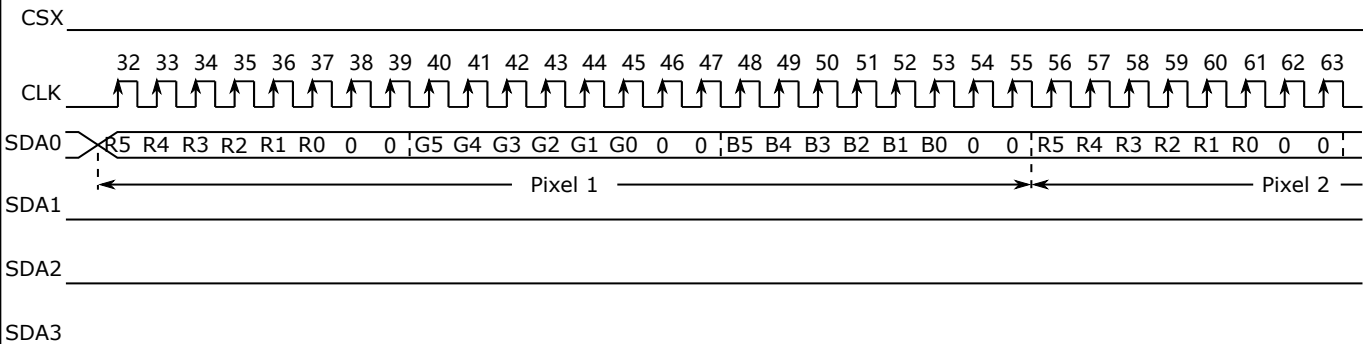 CSX
32 33 34 35 36 37 38 39 40 41 42 43 44 45 46 47 48 49 50 51 52 53 54 55 56 57 58 59 60 61 62 63
CLK
SDA0 R5 R4 R3 R2 R1 R0 0 0 G5 G4 G3 G2 G1 G0 0 0 B5 B4 B3 B2 B1 B0 0 0 R5 R4 R3 R2 R1 R0 0 0
Pixel 1 Pixel 2
SDA1
SDA2
SDA3